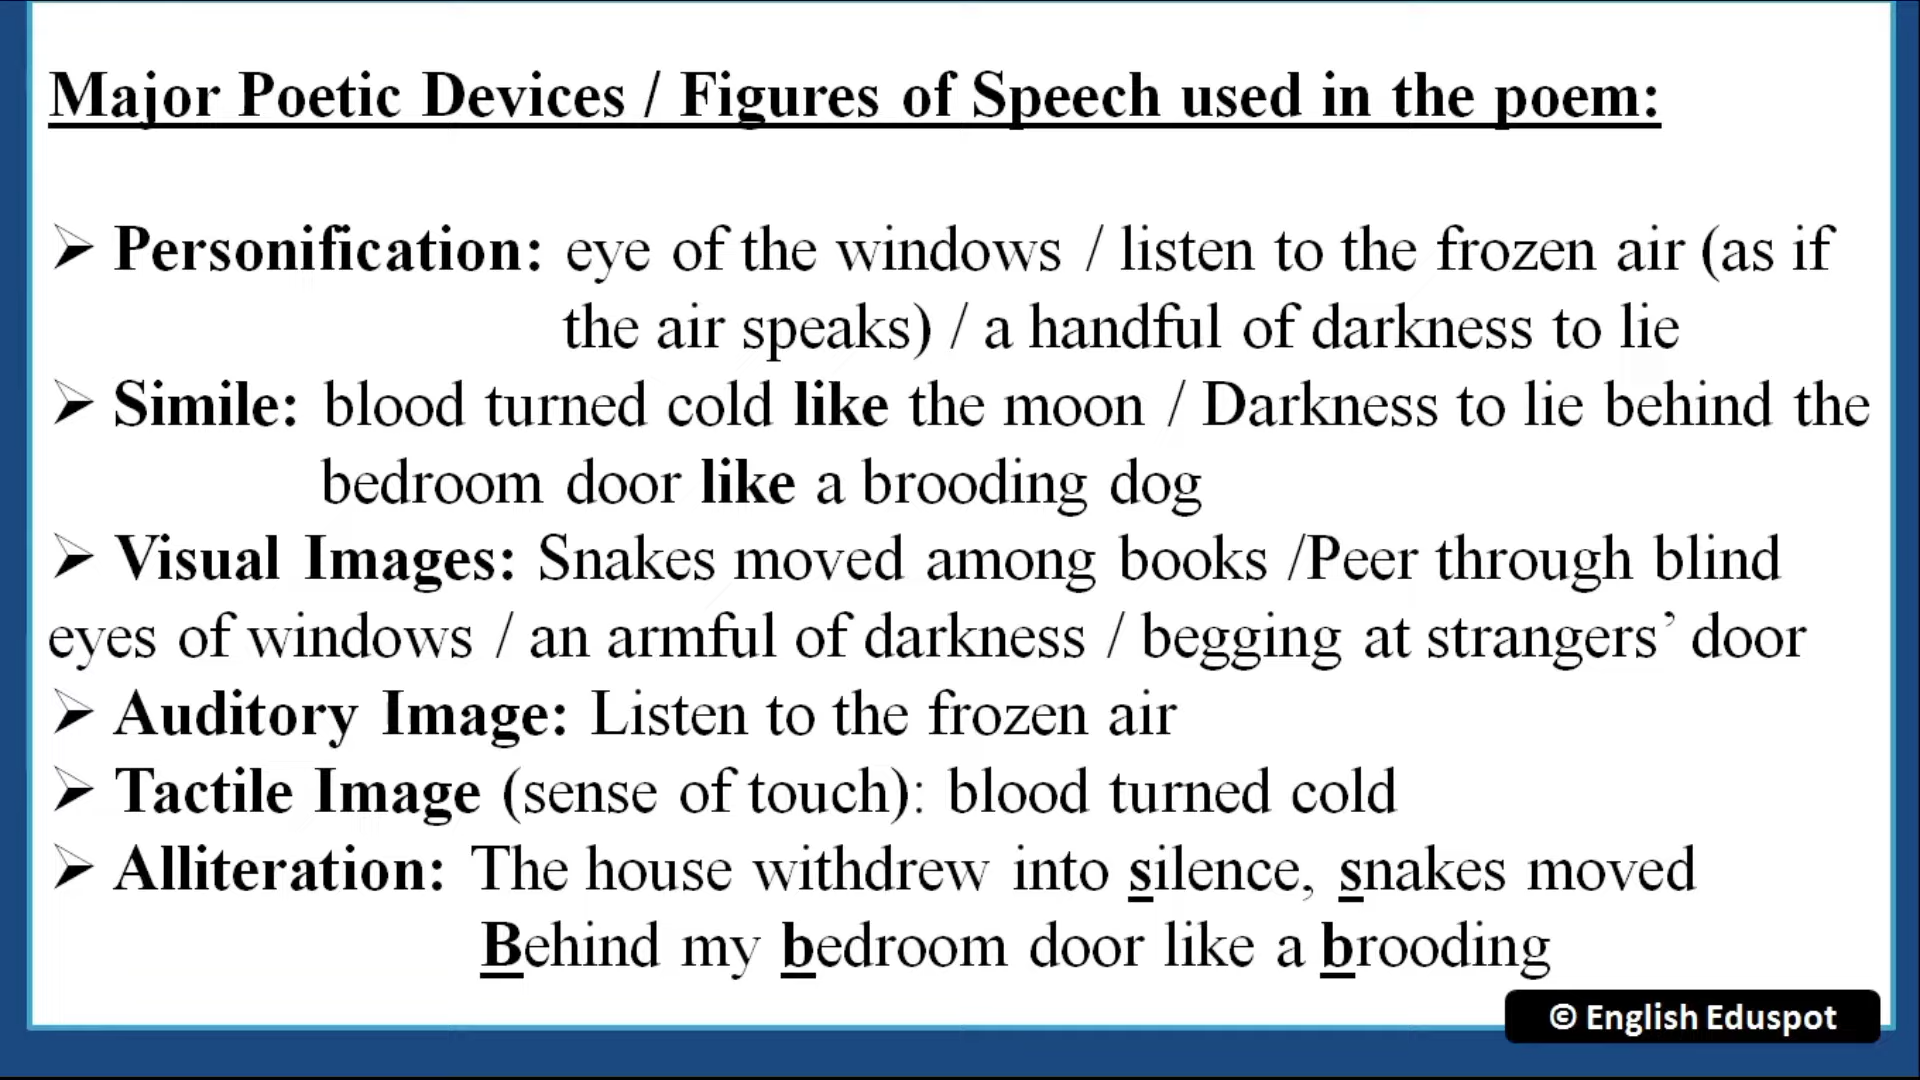 Major Poetic Devices / Figures of Speech used in the poem:
➢ Personification: eye of the windows / listen to the frozen air (as if
the air speaks) / a handful of darkness to lie
➢ Simile: blood turned cold like the moon / Darkness to lie behind the
bedroom door like a brooding dog
➢ Visual Images: Snakes moved among books /Peer through blind
eyes of windows / an armful of darkness / begging at strangers’ door
➢ Auditory Image: Listen to the frozen air
➢ Tactile Image (sense of touch): blood turned cold
➢ Alliteration: The house withdrew into silence, snakes moved
Behind my bedroom door like a brooding
© English Eduspot